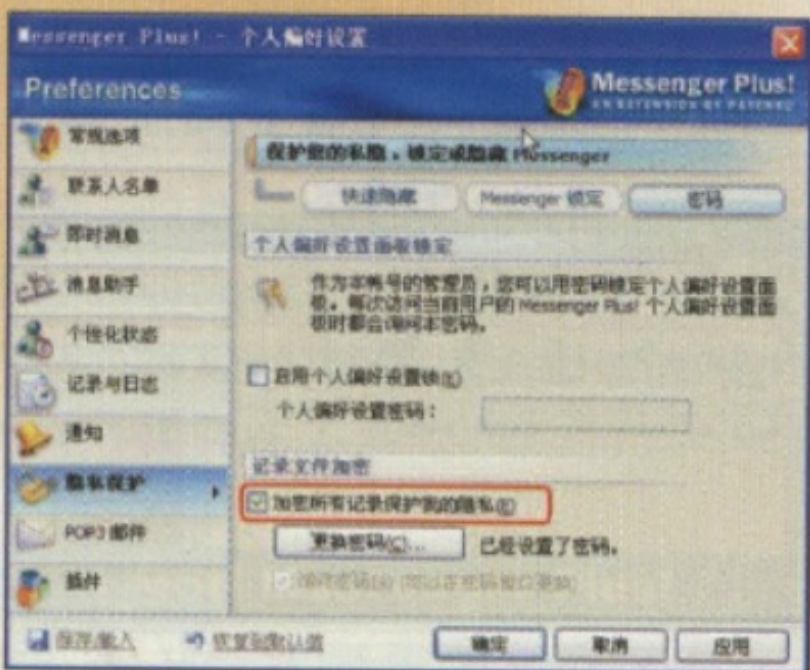 Messenger Plus! - 个人偏好设置
Preferences
Messenger Plus!
AN EXTENSION BY PATCHOU
常规选项
联系人名单
即时消息
消息助手
个性化状态
记录与日志
通知
隐私保护
POP3 邮件
插件
保护您的私隐，锁定或隐藏 Messenger
快速隐藏
Messenger 锁定
密码
个人偏好设置面板锁定
作为本帐号的管理员，您可以用密码锁定个人偏好设置面
板。每次访问当前用户的 Messenger Plus! 个人偏好设置面
板时都会询问本密码。
启用个人偏好设置锁(E)
个人偏好设置密码：
记录文件加密
加密所有记录保护我的隐私(E)
更换密码(C)...
已经设置了密码。
保存/载入
恢复到默认值
确定
取消
应用